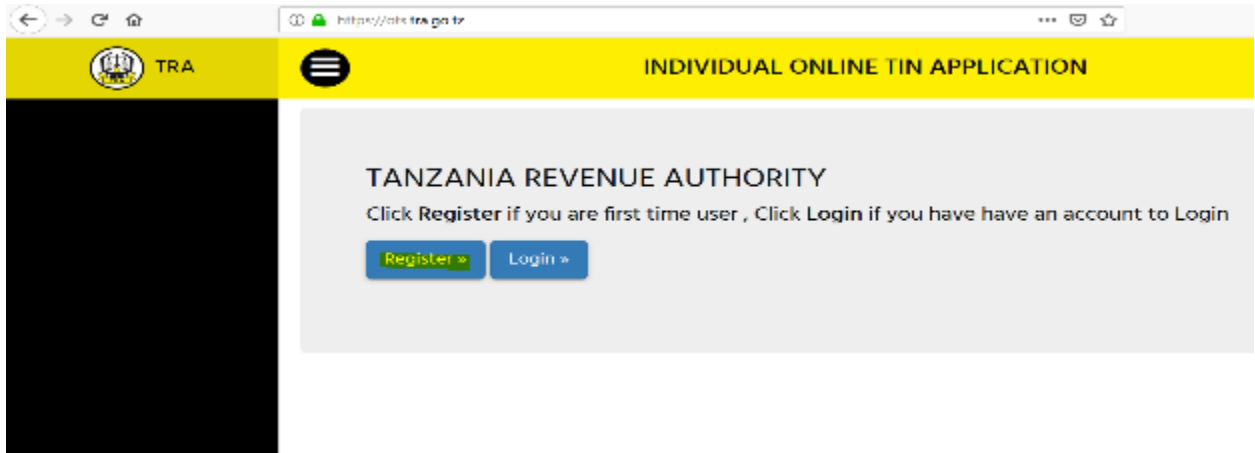 https://ots.tra.go.tz
TRA
INDIVIDUAL ONLINE TIN APPLICATION
TANZANIA REVENUE AUTHORITY
Click Register if you are first time user , Click Login if you have have an account to Login
Register »
Login »